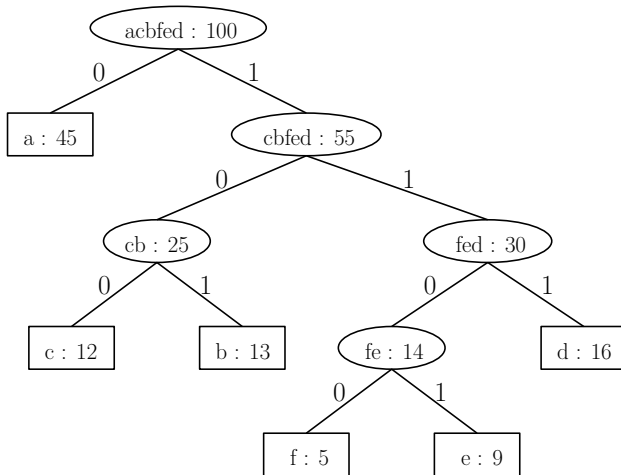 acbfed : 100
0 1
a : 45 cbfed : 55
0 1
cb : 25 fed : 30
0 1 0 1
c : 12 b : 13 fe : 14 d : 16
0 1
f : 5 e : 9